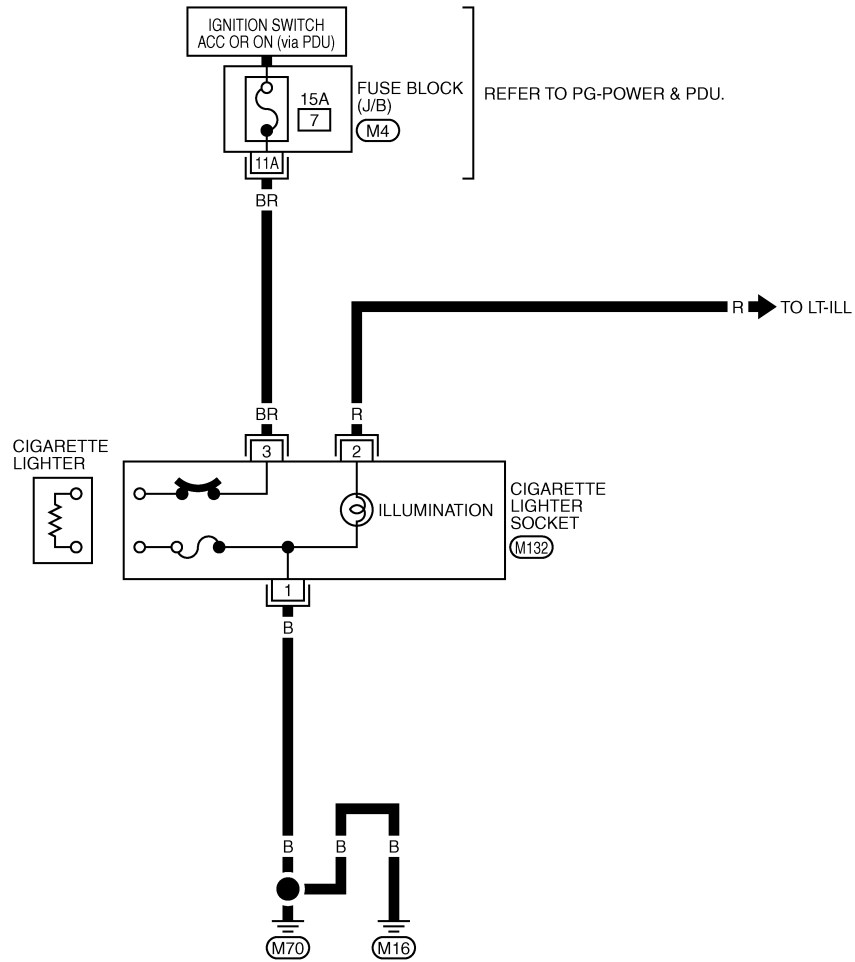 IGNITION SWITCH
ACC OR ON (via PDU)
FUSE BLOCK
(J/B)
M4
15A
7
REFER TO PG-POWER & PDU.
11A
BR
R
TO LT-ILL
BR
R
CIGARETTE
LIGHTER
3
2
ILLUMINATION
CIGARETTE
LIGHTER
SOCKET
M132
1
B
B
B
B
M70
M16